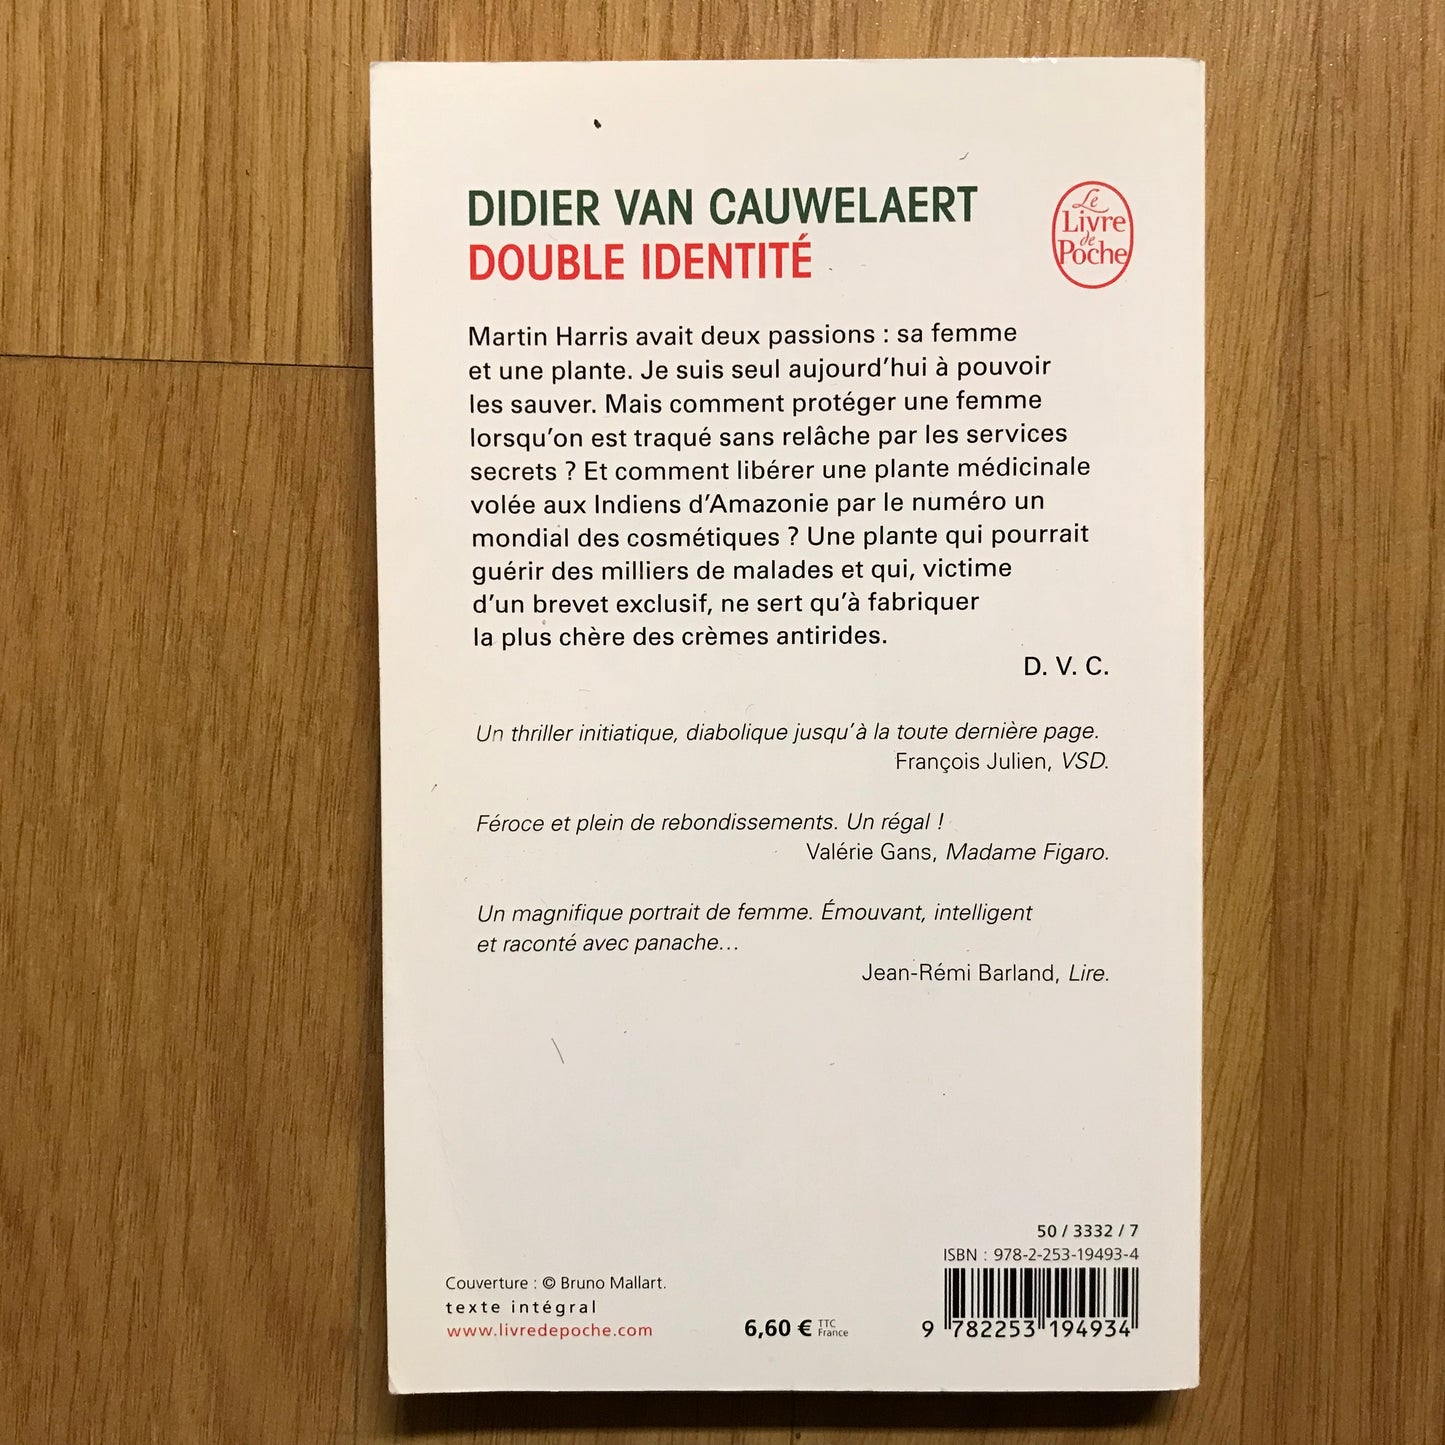 DIDIER VAN CAUWELAERT
DOUBLE IDENTITÉ
Le
Livre
de
Poche
Martin Harris avait deux passions : sa femme
et une plante. Je suis seul aujourd'hui à pouvoir
les sauver. Mais comment protéger une femme
lorsqu'on est traqué sans relâche par les services
secrets ? Et comment libérer une plante médicinale
volée aux Indiens d'Amazonie par le numéro un
mondial des cosmétiques ? Une plante qui pourrait
guérir des milliers de malades et qui, victime
d'un brevet exclusif, ne sert qu'à fabriquer
la plus chère des crèmes antirides.
D. V. C.
Un thriller initiatique, diabolique jusqu'à la toute dernière page.
François Julien, VSD.
Féroce et plein de rebondissements. Un régal !
Valérie Gans, Madame Figaro.
Un magnifique portrait de femme. Émouvant, intelligent
et raconté avec panache...
Jean-Rémi Barland, Lire.
50 / 3332 / 7
ISBN : 978-2-253-19493-4
Couverture : © Bruno Mallart.
texte intégral
www.livredepoche.com
6,60 € TTC
France
9 782253 194934